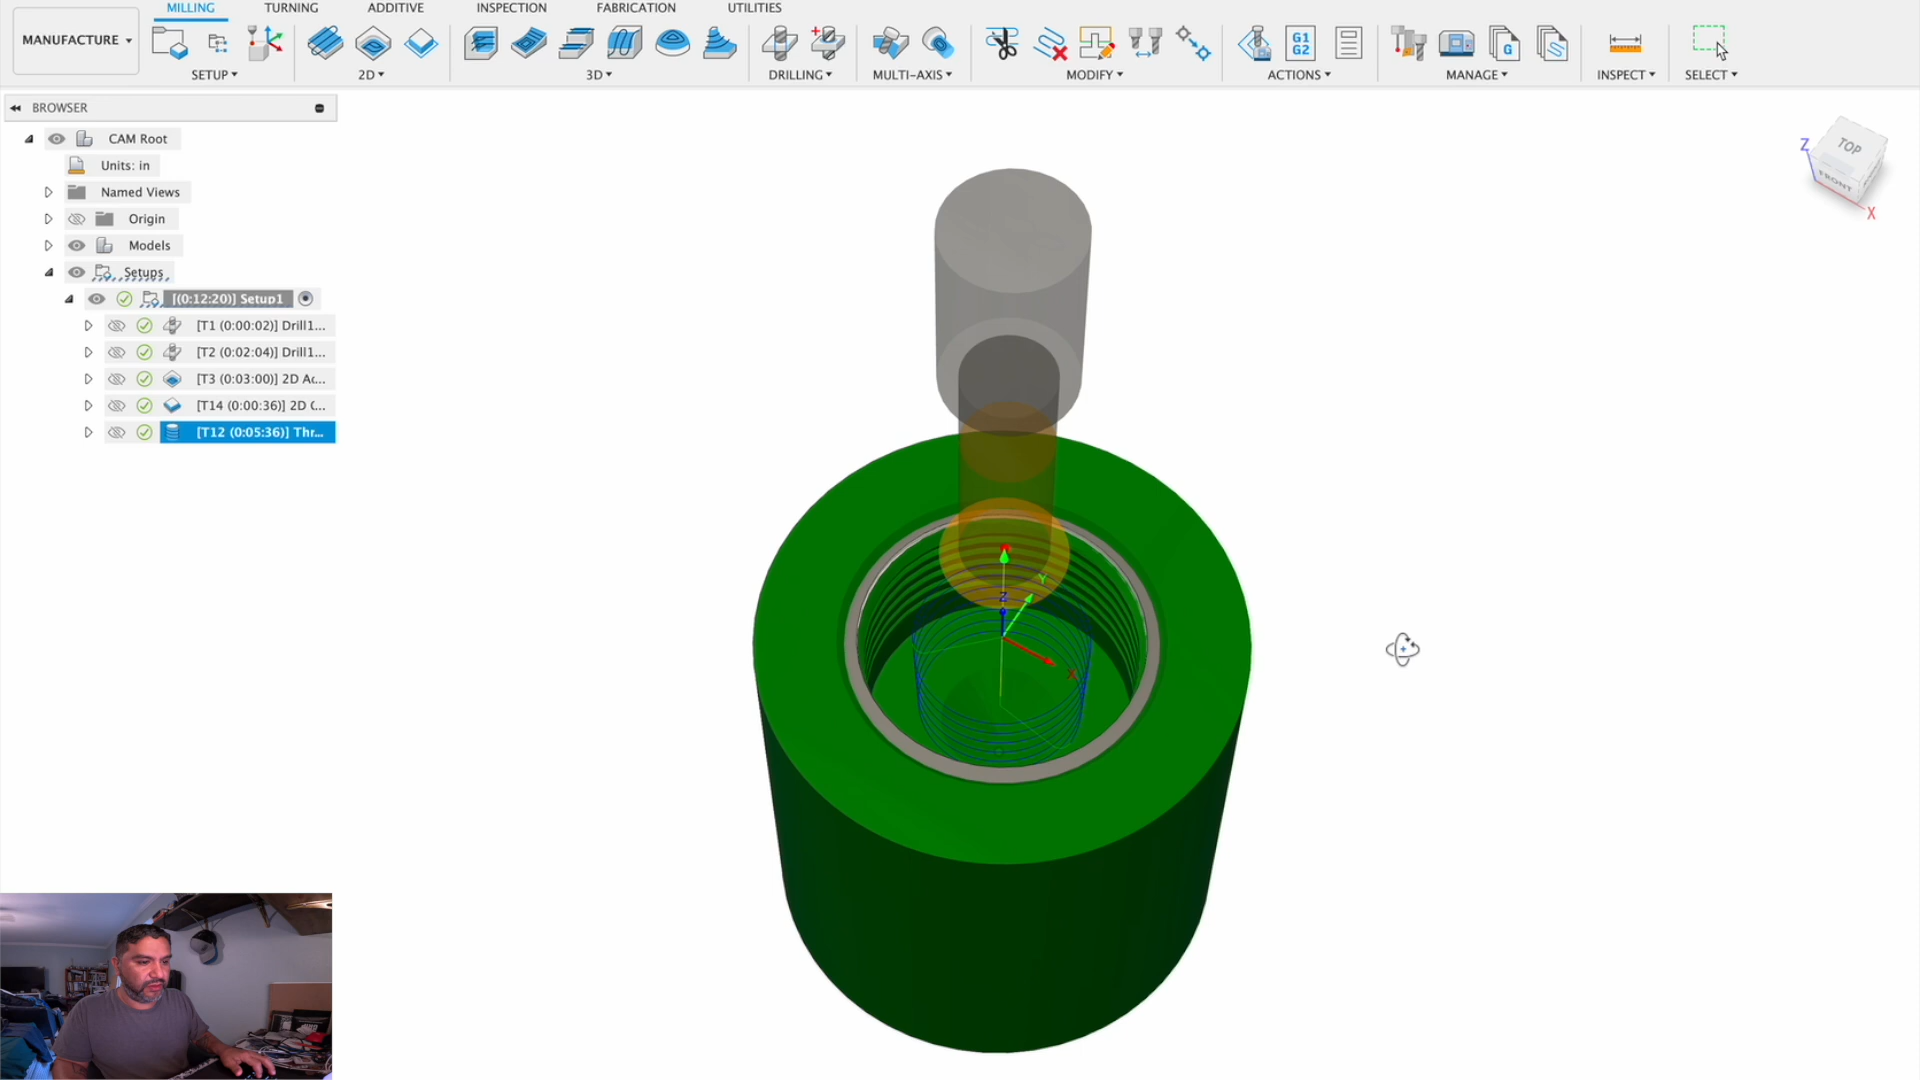 MILLING TURNING ADDITIVE INSPECTION FABRICATION UTILITIES
MANUFACTURE
G1
G2
G
SETUP 2D 3D DRILLING MULTI-AXIS MODIFY ACTIONS MANAGE INSPECT SELECT
BROWSER
CAM Root
Units: in
Named Views
Origin
Models
Setups
[(0:12:20)] Setup1
[T1 (0:00:02)] Drill1...
[T2 (0:02:04)] Drill1...
[T3 (0:03:00)] 2D Ac...
[T14 (0:00:36)] 2D C...
[T12 (0:05:36)] Thr...
Z
TOP
FRONT
X
Y
Z
X